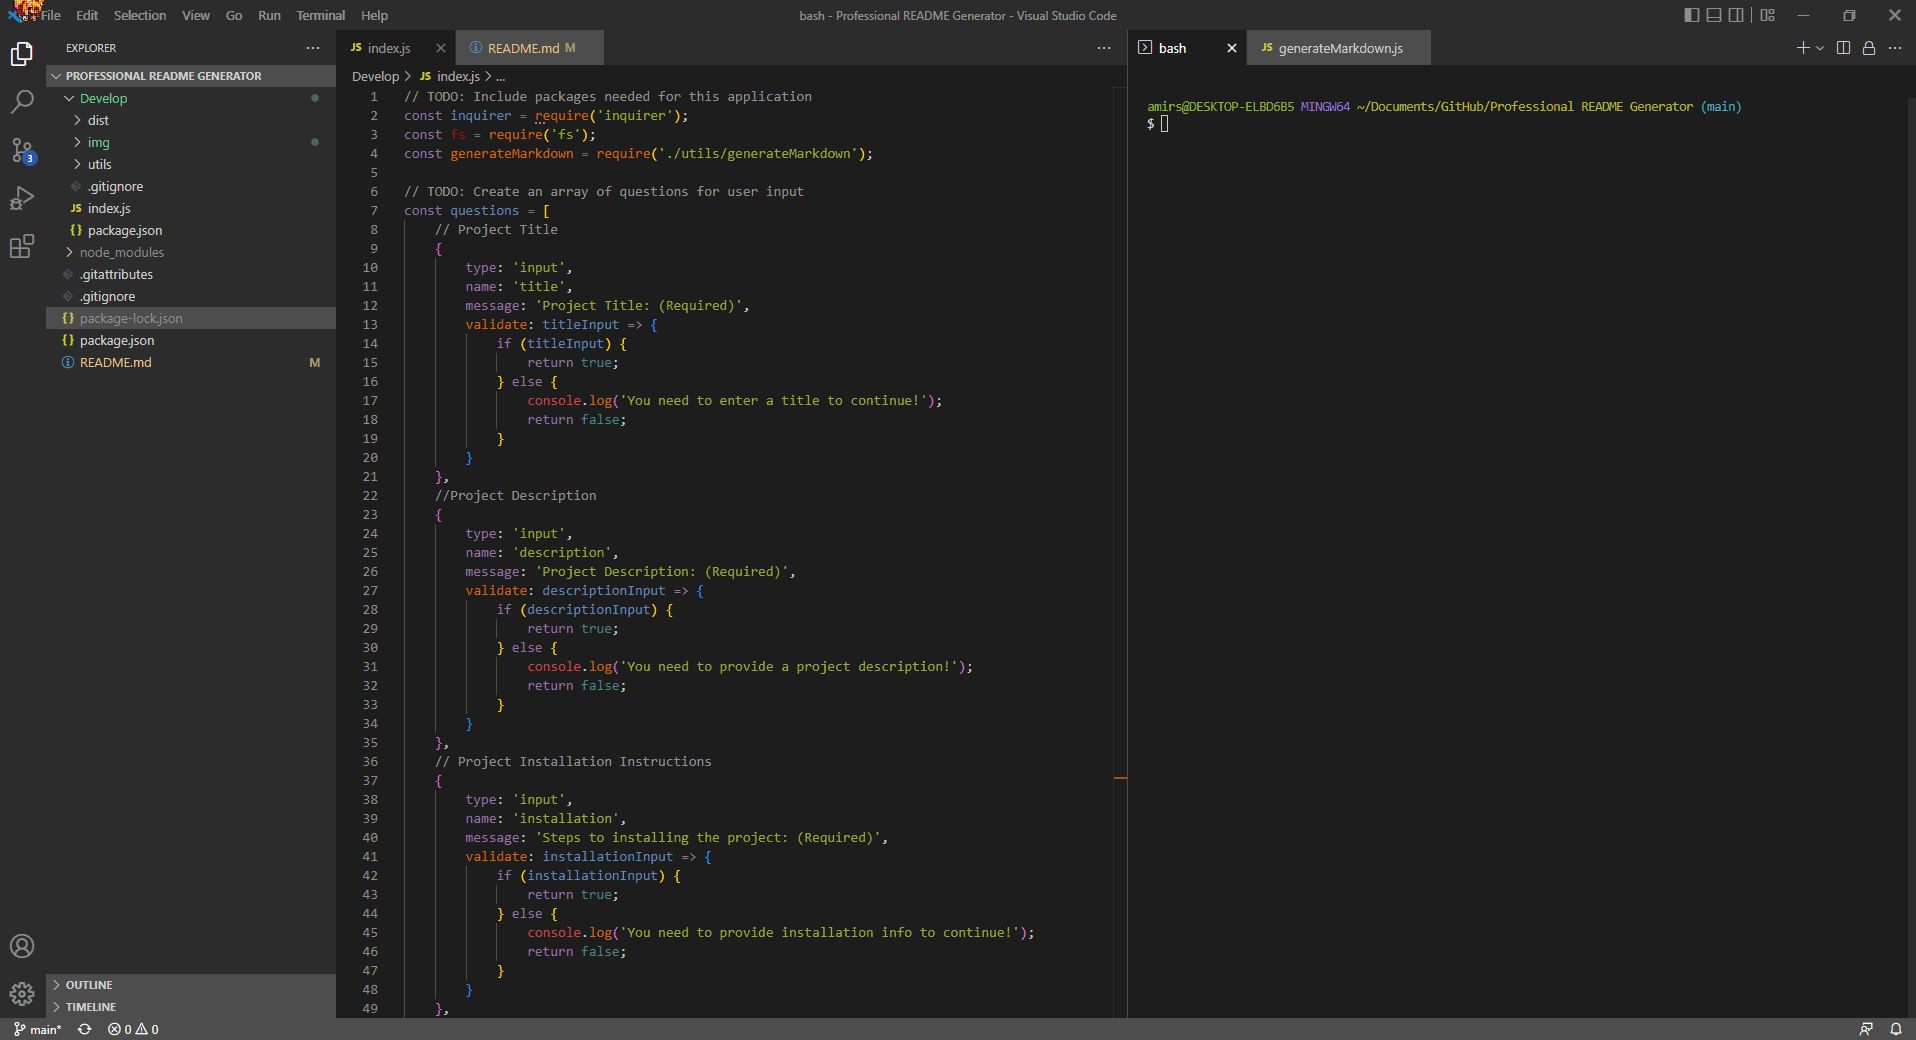 File Edit Selection View Go Run Terminal Help
bash - Professional README Generator - Visual Studio Code
EXPLORER
PROFESSIONAL README GENERATOR
Develop
dist
img
utils
.gitignore
JS index.js
{} package.json
node_modules
.gitattributes
.gitignore
{} package-lock.json
{} package.json
README.md M
3
OUTLINE
TIMELINE
main*
0 0
JS index.js
README.md M
Develop > JS index.js > ...
1 // TODO: Include packages needed for this application
2 const inquirer = require('inquirer');
3 const fs = require('fs');
4 const generateMarkdown = require('./utils/generateMarkdown');
5
6 // TODO: Create an array of questions for user input
7 const questions = [
8 // Project Title
9 {
10 type: 'input',
11 name: 'title',
12 message: 'Project Title: (Required)',
13 validate: titleInput => {
14 if (titleInput) {
15 return true;
16 } else {
17 console.log('You need to enter a title to continue!');
18 return false;
19 }
20 }
21 },
22 //Project Description
23 {
24 type: 'input',
25 name: 'description',
26 message: 'Project Description: (Required)',
27 validate: descriptionInput => {
28 if (descriptionInput) {
29 return true;
30 } else {
31 console.log('You need to provide a project description!');
32 return false;
33 }
34 }
35 },
36 // Project Installation Instructions
37 {
38 type: 'input',
39 name: 'installation',
40 message: 'Steps to installing the project: (Required)',
41 validate: installationInput => {
42 if (installationInput) {
43 return true;
44 } else {
45 console.log('You need to provide installation info to continue!');
46 return false;
47 }
48 }
49 },
bash
JS generateMarkdown.js
amirs@DESKTOP-ELBD6B5 MINGW64 ~/Documents/GitHub/Professional README Generator (main)
$